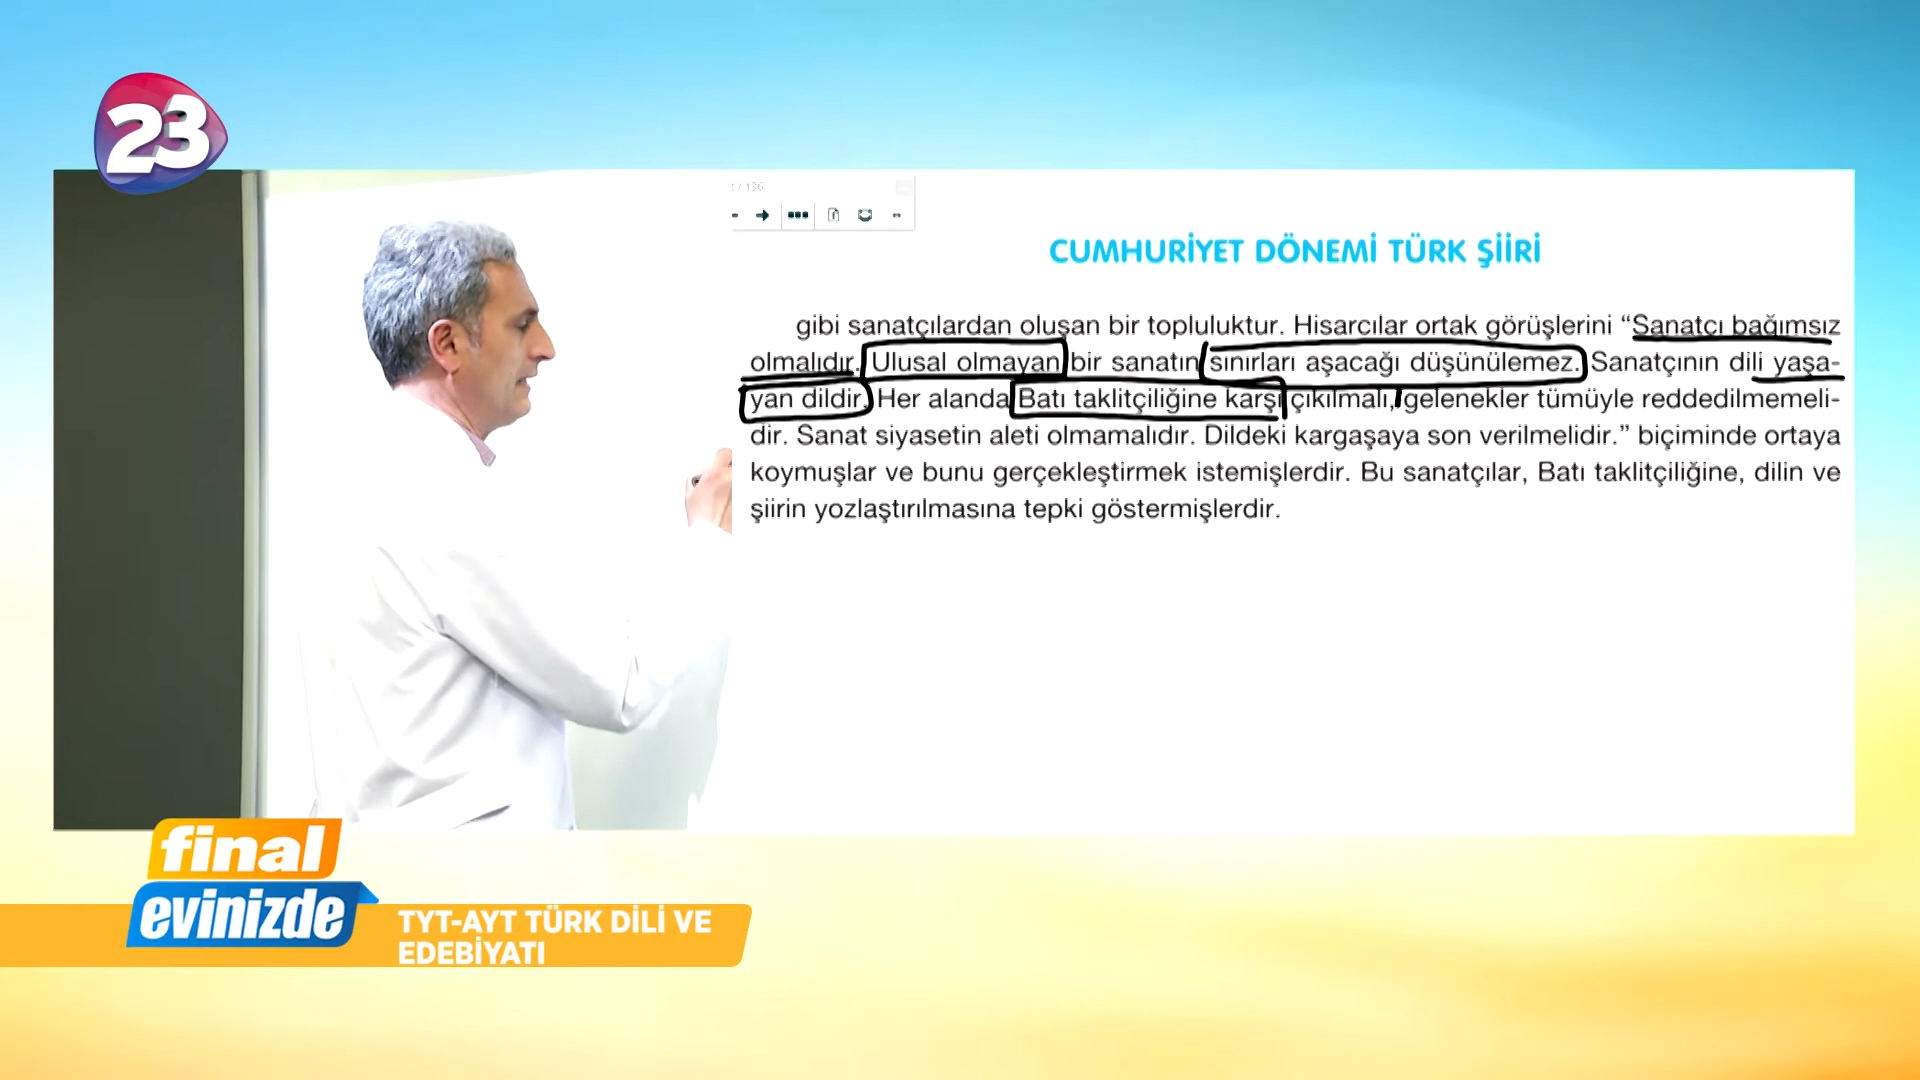 23
/ 136
CUMHURİYET DÖNEMİ TÜRK ŞİİRİ
gibi sanatçılardan oluşan bir topluluktur. Hisarcılar ortak görüşlerini “Sanatcı bağımsız
olmalıdır. Ulusal olmayan bir sanatın sınırları aşacağı düşünülemez. Sanatçının dili yaşa-
yan dildir. Her alanda Batı taklitçiliğine karşı çıkılmalı, gelenekler tümüyle reddedilmemeli-
dir. Sanat siyasetin aleti olmamalıdır. Dildeki kargaşaya son verilmelidir.” biçiminde ortaya
koymuşlar ve bunu gerçekleştirmek istemişlerdir. Bu sanatçılar, Batı taklitçiliğine, dilin ve
şiirin yozlaştırılmasına tepki göstermişlerdir.
final
evinizde
TYT-AYT TÜRK DİLİ VE
EDEBİYATI